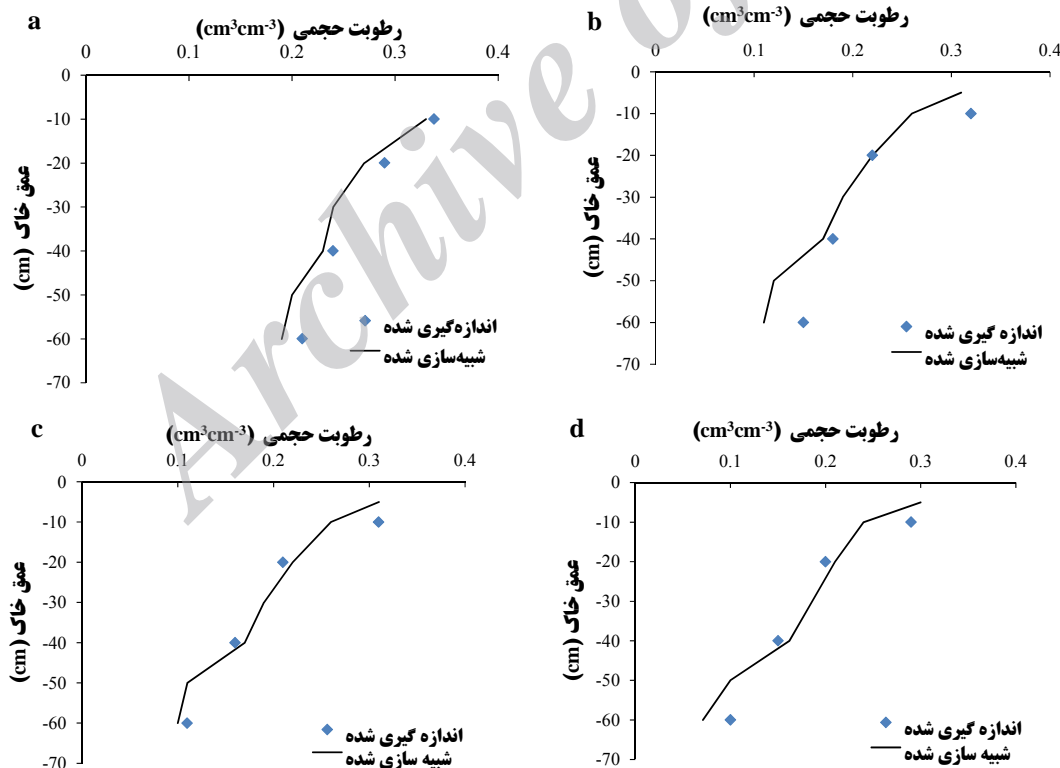 a
رطوبت حجمی (cm³cm⁻³)
0 0.1 0.2 0.3 0.4
0
-10
-20
-30
-40
-50
-60
-70
عمق خاک (cm)
اندازه‌گیری شده
شبیه‌سازی شده
b
رطوبت حجمی (cm³cm⁻³)
0 0.1 0.2 0.3 0.4
0
-10
-20
-30
-40
-50
-60
-70
عمق خاک (cm)
اندازه گیری شده
شبیه‌سازی شده
c
رطوبت حجمی (cm³cm⁻³)
0 0.1 0.2 0.3 0.4
0
-10
-20
-30
-40
-50
-60
-70
عمق خاک (cm)
اندازه گیری شده
شبیه سازی شده
d
رطوبت حجمی (cm³cm⁻³)
0 0.1 0.2 0.3 0.4
0
-10
-20
-30
-40
-50
-60
-70
عمق خاک (cm)
اندازه گیری شده
شبیه سازی شده
Archive of